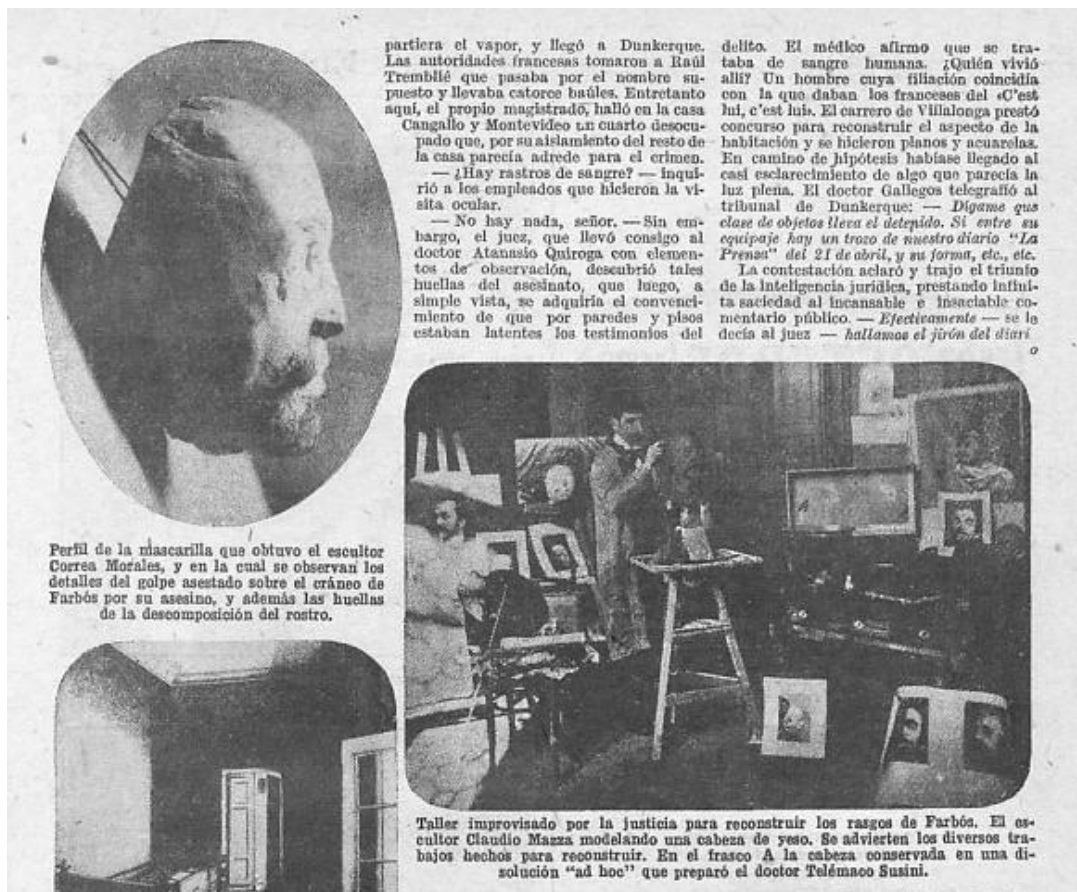 partiera el vapor, y llegó a Dunkerque.
Las autoridades francesas tomaron a Raúl
Tremblié que pasaba por el nombre su-
puesto y llevaba catorce baúles. Entretanto
aquí, el propio magistrado, halló en la casa
Cangallo y Montevideo un cuarto desocu-
pado que, por su aislamiento del resto de
la casa parecía adrede para el crimen.
— ¿Hay rastros de sangre? — inqui-
rió a los empleados que hicieron la vi-
sita ocular.
— No hay nada, señor. — Sin em-
bargo, el juez, que llevó consigo al
doctor Atanasio Quiroga con elemen-
tos de observación, descubrió tales
huellas del asesinato, que luego, a
simple vista, se adquiría el convenci-
miento de que por paredes y pisos
estaban latentes los testimonios del
delito. El médico afirmo que se tra-
taba de sangre humana. ¿Quién vivió
allí? Un hombre cuya filiación coincidía
con la que daban los franceses del «C'est
lui, c'est lui». El carrero de Villalonga prestó
concurso para reconstruir el aspecto de la
habitación y se hicieron planos y acuarelas.
En camino de hipótesis habíase llegado al
casi esclarecimiento de algo que parecía la
luz plena. El doctor Gallegos telegrafió al
tribunal de Dunkerque: — Dígame que
clase de objetos lleva el detenido. Si entre su
equipaje hay un trozo de nuestro diario "La
Prensa" del 21 de abril, y su forma, etc., etc.
La contestación aclaró y trajo el triunfo
de la inteligencia jurídica, prestando infini-
ta saciedad al incansable e insaciable co-
mentario público. — Efectivamente — se le
decía al juez — hallamos el jirón del diari
o
Perfil de la mascarilla que obtuvo el escultor
Correa Morales, y en la cual se observan los
detalles del golpe asestado sobre el cráneo de
Farbós por su asesino, y además las huellas
de la descomposición del rostro.
A
Taller improvisado por la justicia para reconstruir los rasgos de Farbós. El es-
cultor Claudio Mazza modelando una cabeza de yeso. Se advierten los diversos tra-
bajos hechos para reconstruir. En el frasco A la cabeza conservada en una di-
solución "ad hoc" que preparó el doctor Telémaco Susini.